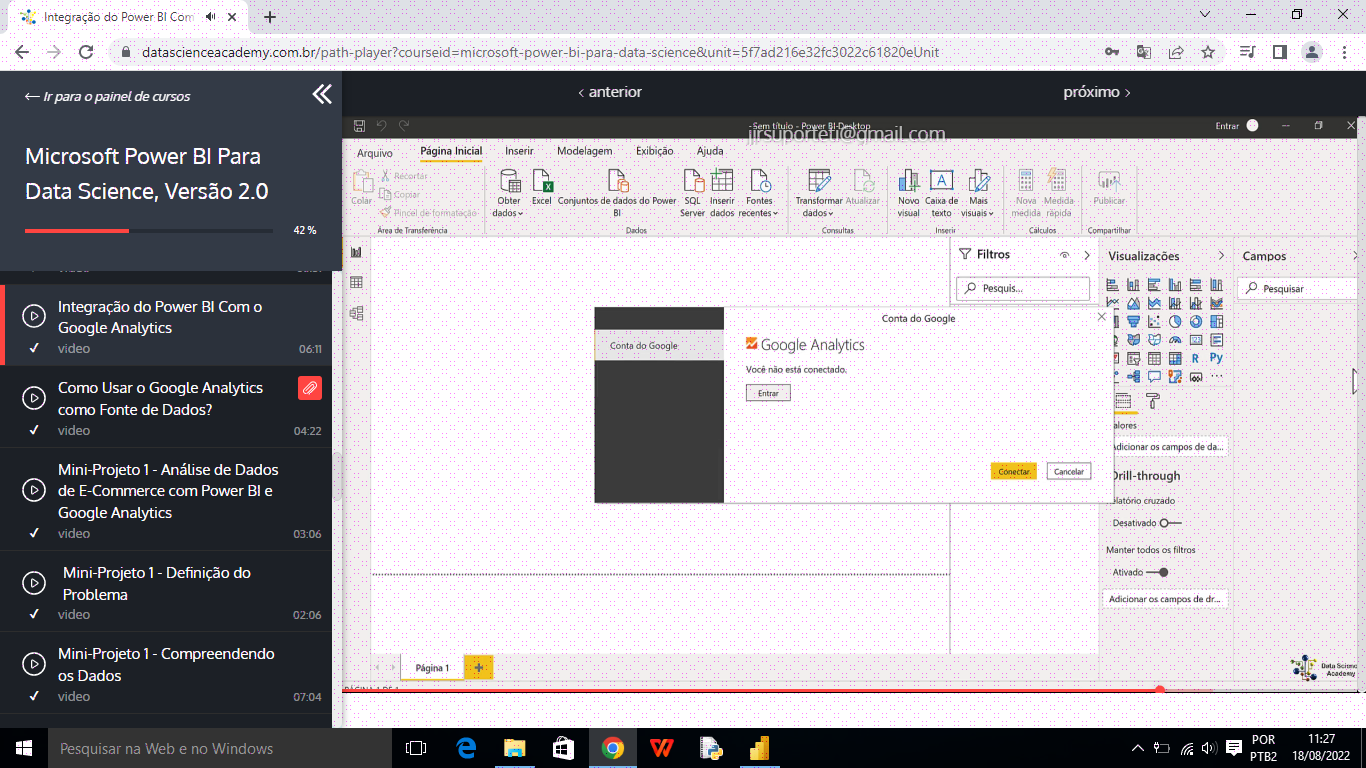 Integração do Power BI Com
datascienceacademy.com.br/path-player?courseid=microsoft-power-bi-para-data-science&unit=5f7ad216e32fc3022c61820eUnit
← Ir para o painel de cursos
‹ anterior
próximo ›
Microsoft Power BI Para
Data Science, Versão 2.0
42 %
Integração do Power BI Com o
Google Analytics
video
06:11
Como Usar o Google Analytics
como Fonte de Dados?
video
04:22
Mini-Projeto 1 - Análise de Dados
de E-Commerce com Power BI e
Google Analytics
video
03:06
Mini-Projeto 1 - Definição do
Problema
video
02:06
Mini-Projeto 1 - Compreendendo
os Dados
video
07:04
Sem título - Power BI Desktop
jjrsuporteti@gmail.com
Entrar
Arquivo
Página Inicial
Inserir
Modelagem
Exibição
Ajuda
Colar
Recortar
Copiar
Pincel de formatação
Área de Transferência
Obter
dados
Excel
Conjuntos de dados do Power
BI
SQL
Server
Inserir
dados
Fontes
recentes
Dados
Transformar
dados
Atualizar
Consultas
Novo
visual
Caixa de
texto
Mais
visuais
Inserir
Nova
medida
Medida
rápida
Cálculos
Publicar
Compartilhar
Filtros
Pesquis...
Visualizações
Campos
Pesquisar
Conta do Google
Conta do Google
Google Analytics
Você não está conectado.
Entrar
Conectar
Cancelar
R
Py
alores
Adicionar os campos de da...
Drill-through
elatório cruzado
Desativado
Manter todos os filtros
Ativado
Adicionar os campos de dr...
Página 1
PÁGINA 1 DE 1
Data Science
Academy
Pesquisar na Web e no Windows
POR
PTB2
11:27
18/08/2022